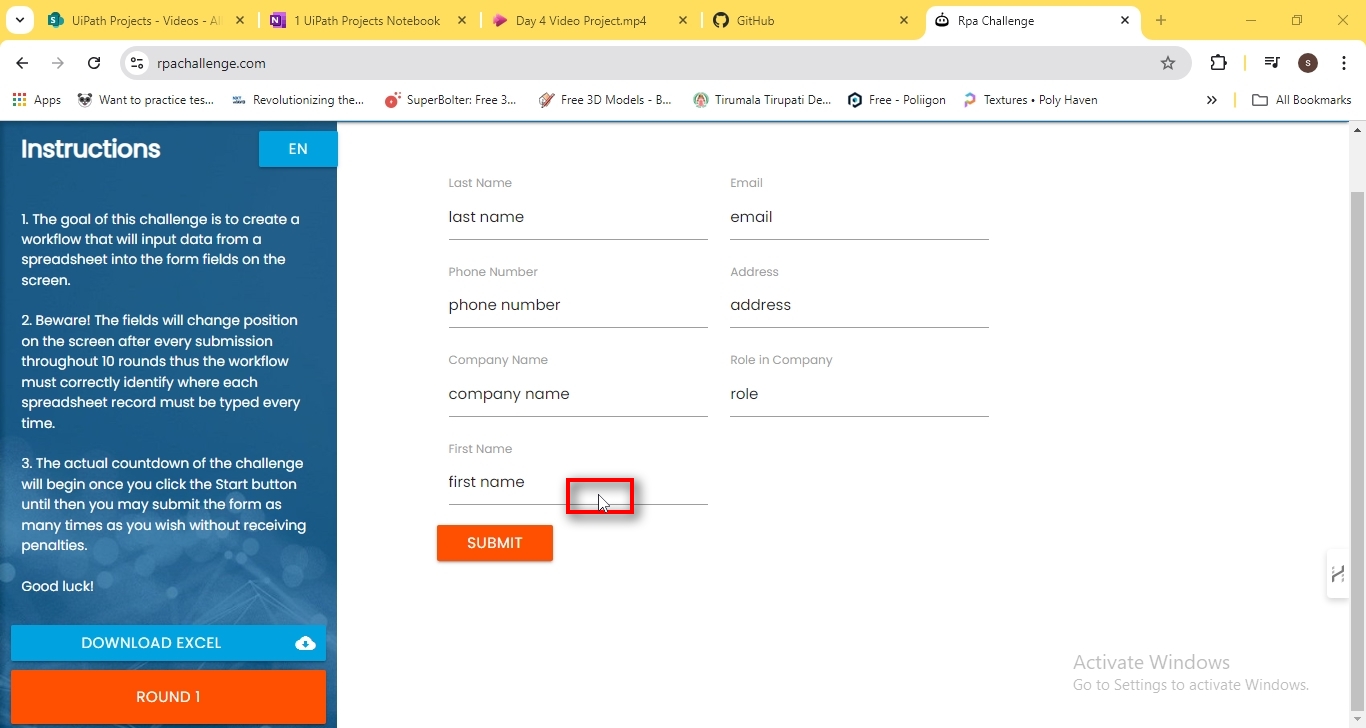 UiPath Projects - Videos - Al
1 UiPath Projects Notebook
Day 4 Video Project.mp4
GitHub
Rpa Challenge
rpachallenge.com
S
Apps
Want to practice tes...
Revolutionizing the...
SuperBolter: Free 3...
Free 3D Models - B...
Tirumala Tirupati De...
Free - Poliigon
Textures • Poly Haven
All Bookmarks
Instructions
EN
1. The goal of this challenge is to create a
workflow that will input data from a
spreadsheet into the form fields on the
screen.
2. Beware! The fields will change position
on the screen after every submission
throughout 10 rounds thus the workflow
must correctly identify where each
spreadsheet record must be typed every
time.
3. The actual countdown of the challenge
will begin once you click the Start button
until then you may submit the form as
many times as you wish without receiving
penalties.
Good luck!
DOWNLOAD EXCEL
ROUND 1
Last Name
last name
Email
email
Phone Number
phone number
Address
address
Company Name
company name
Role in Company
role
First Name
first name
SUBMIT
Activate Windows
Go to Settings to activate Windows.